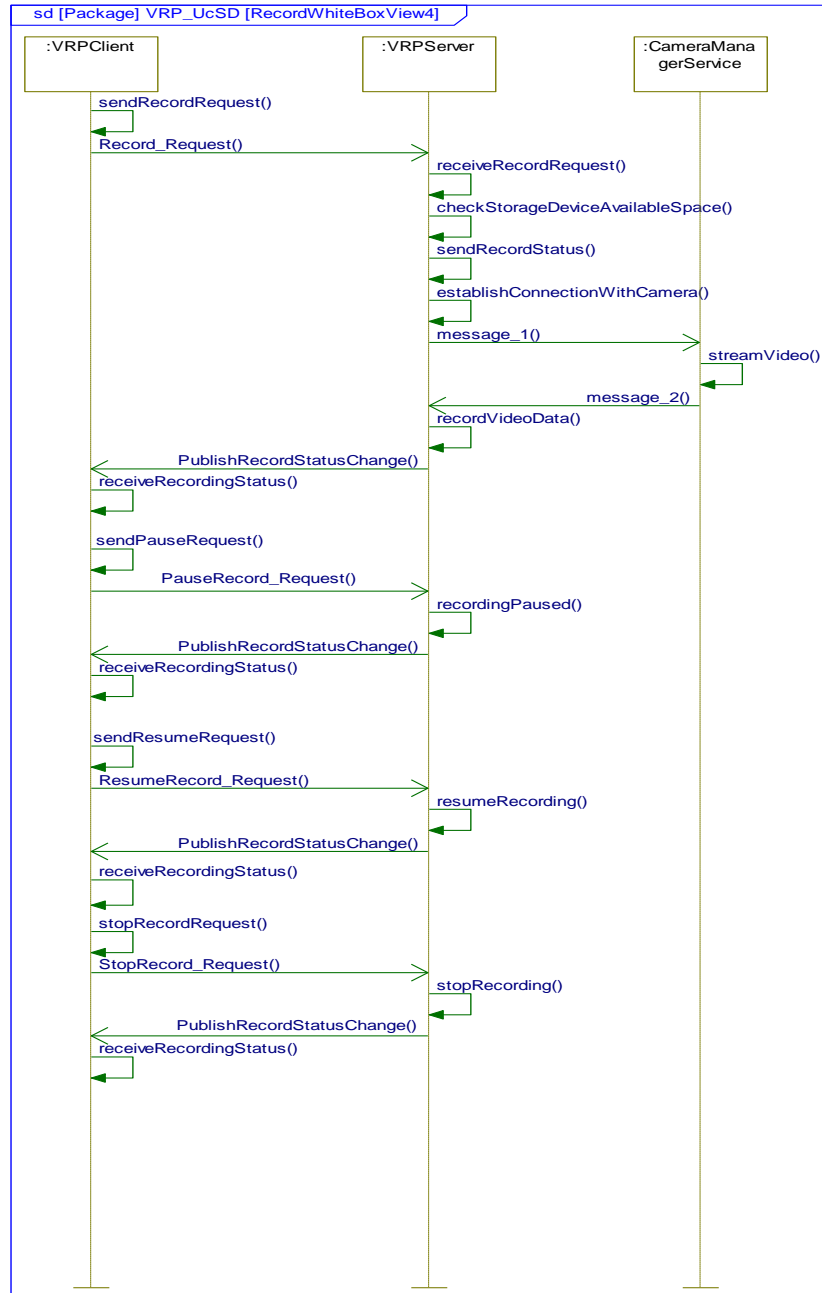 sd [Package] VRP_UcSD [RecordWhiteBoxView4]
:VRPClient
:VRPServer
:CameraMana
gerService
sendRecordRequest()
Record_Request()
receiveRecordRequest()
checkStorageDeviceAvailableSpace()
sendRecordStatus()
establishConnectionWithCamera()
message_1()
streamVideo()
message_2()
recordVideoData()
PublishRecordStatusChange()
receiveRecordingStatus()
sendPauseRequest()
PauseRecord_Request()
recordingPaused()
PublishRecordStatusChange()
receiveRecordingStatus()
sendResumeRequest()
ResumeRecord_Request()
resumeRecording()
PublishRecordStatusChange()
receiveRecordingStatus()
stopRecordRequest()
StopRecord_Request()
stopRecording()
PublishRecordStatusChange()
receiveRecordingStatus()